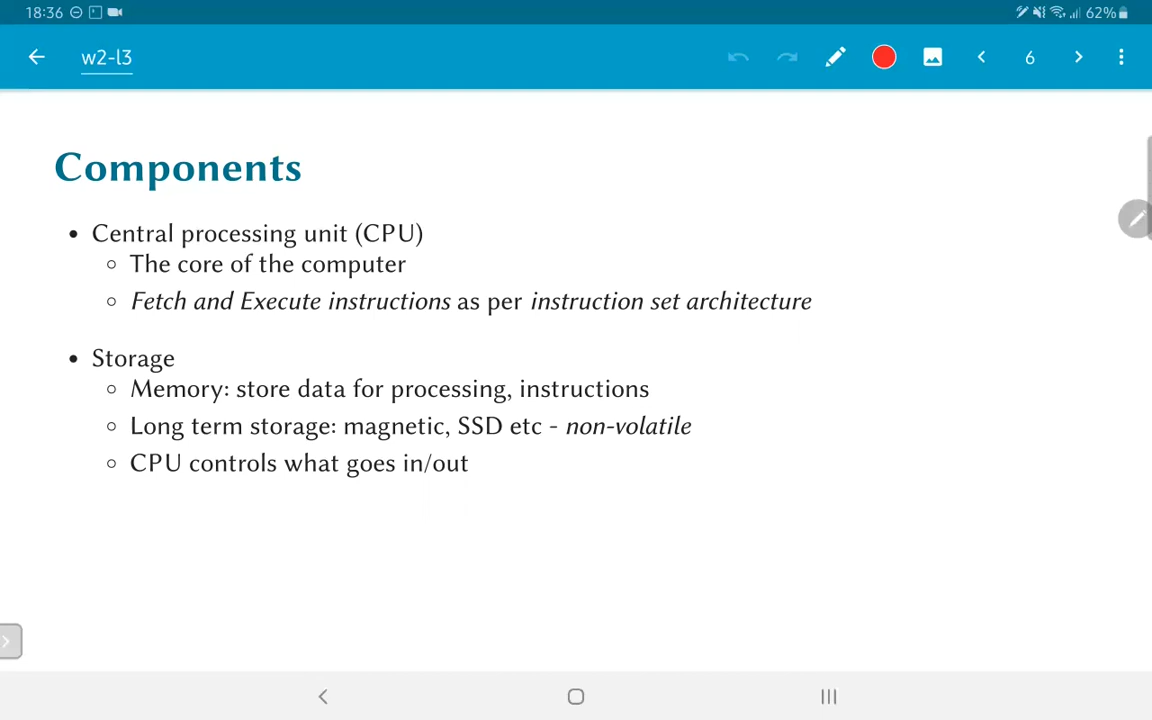 18:36
62%
w2-l3
6
Components
• Central processing unit (CPU)
◦ The core of the computer
◦ Fetch and Execute instructions as per instruction set architecture
• Storage
◦ Memory: store data for processing, instructions
◦ Long term storage: magnetic, SSD etc - non-volatile
◦ CPU controls what goes in/out